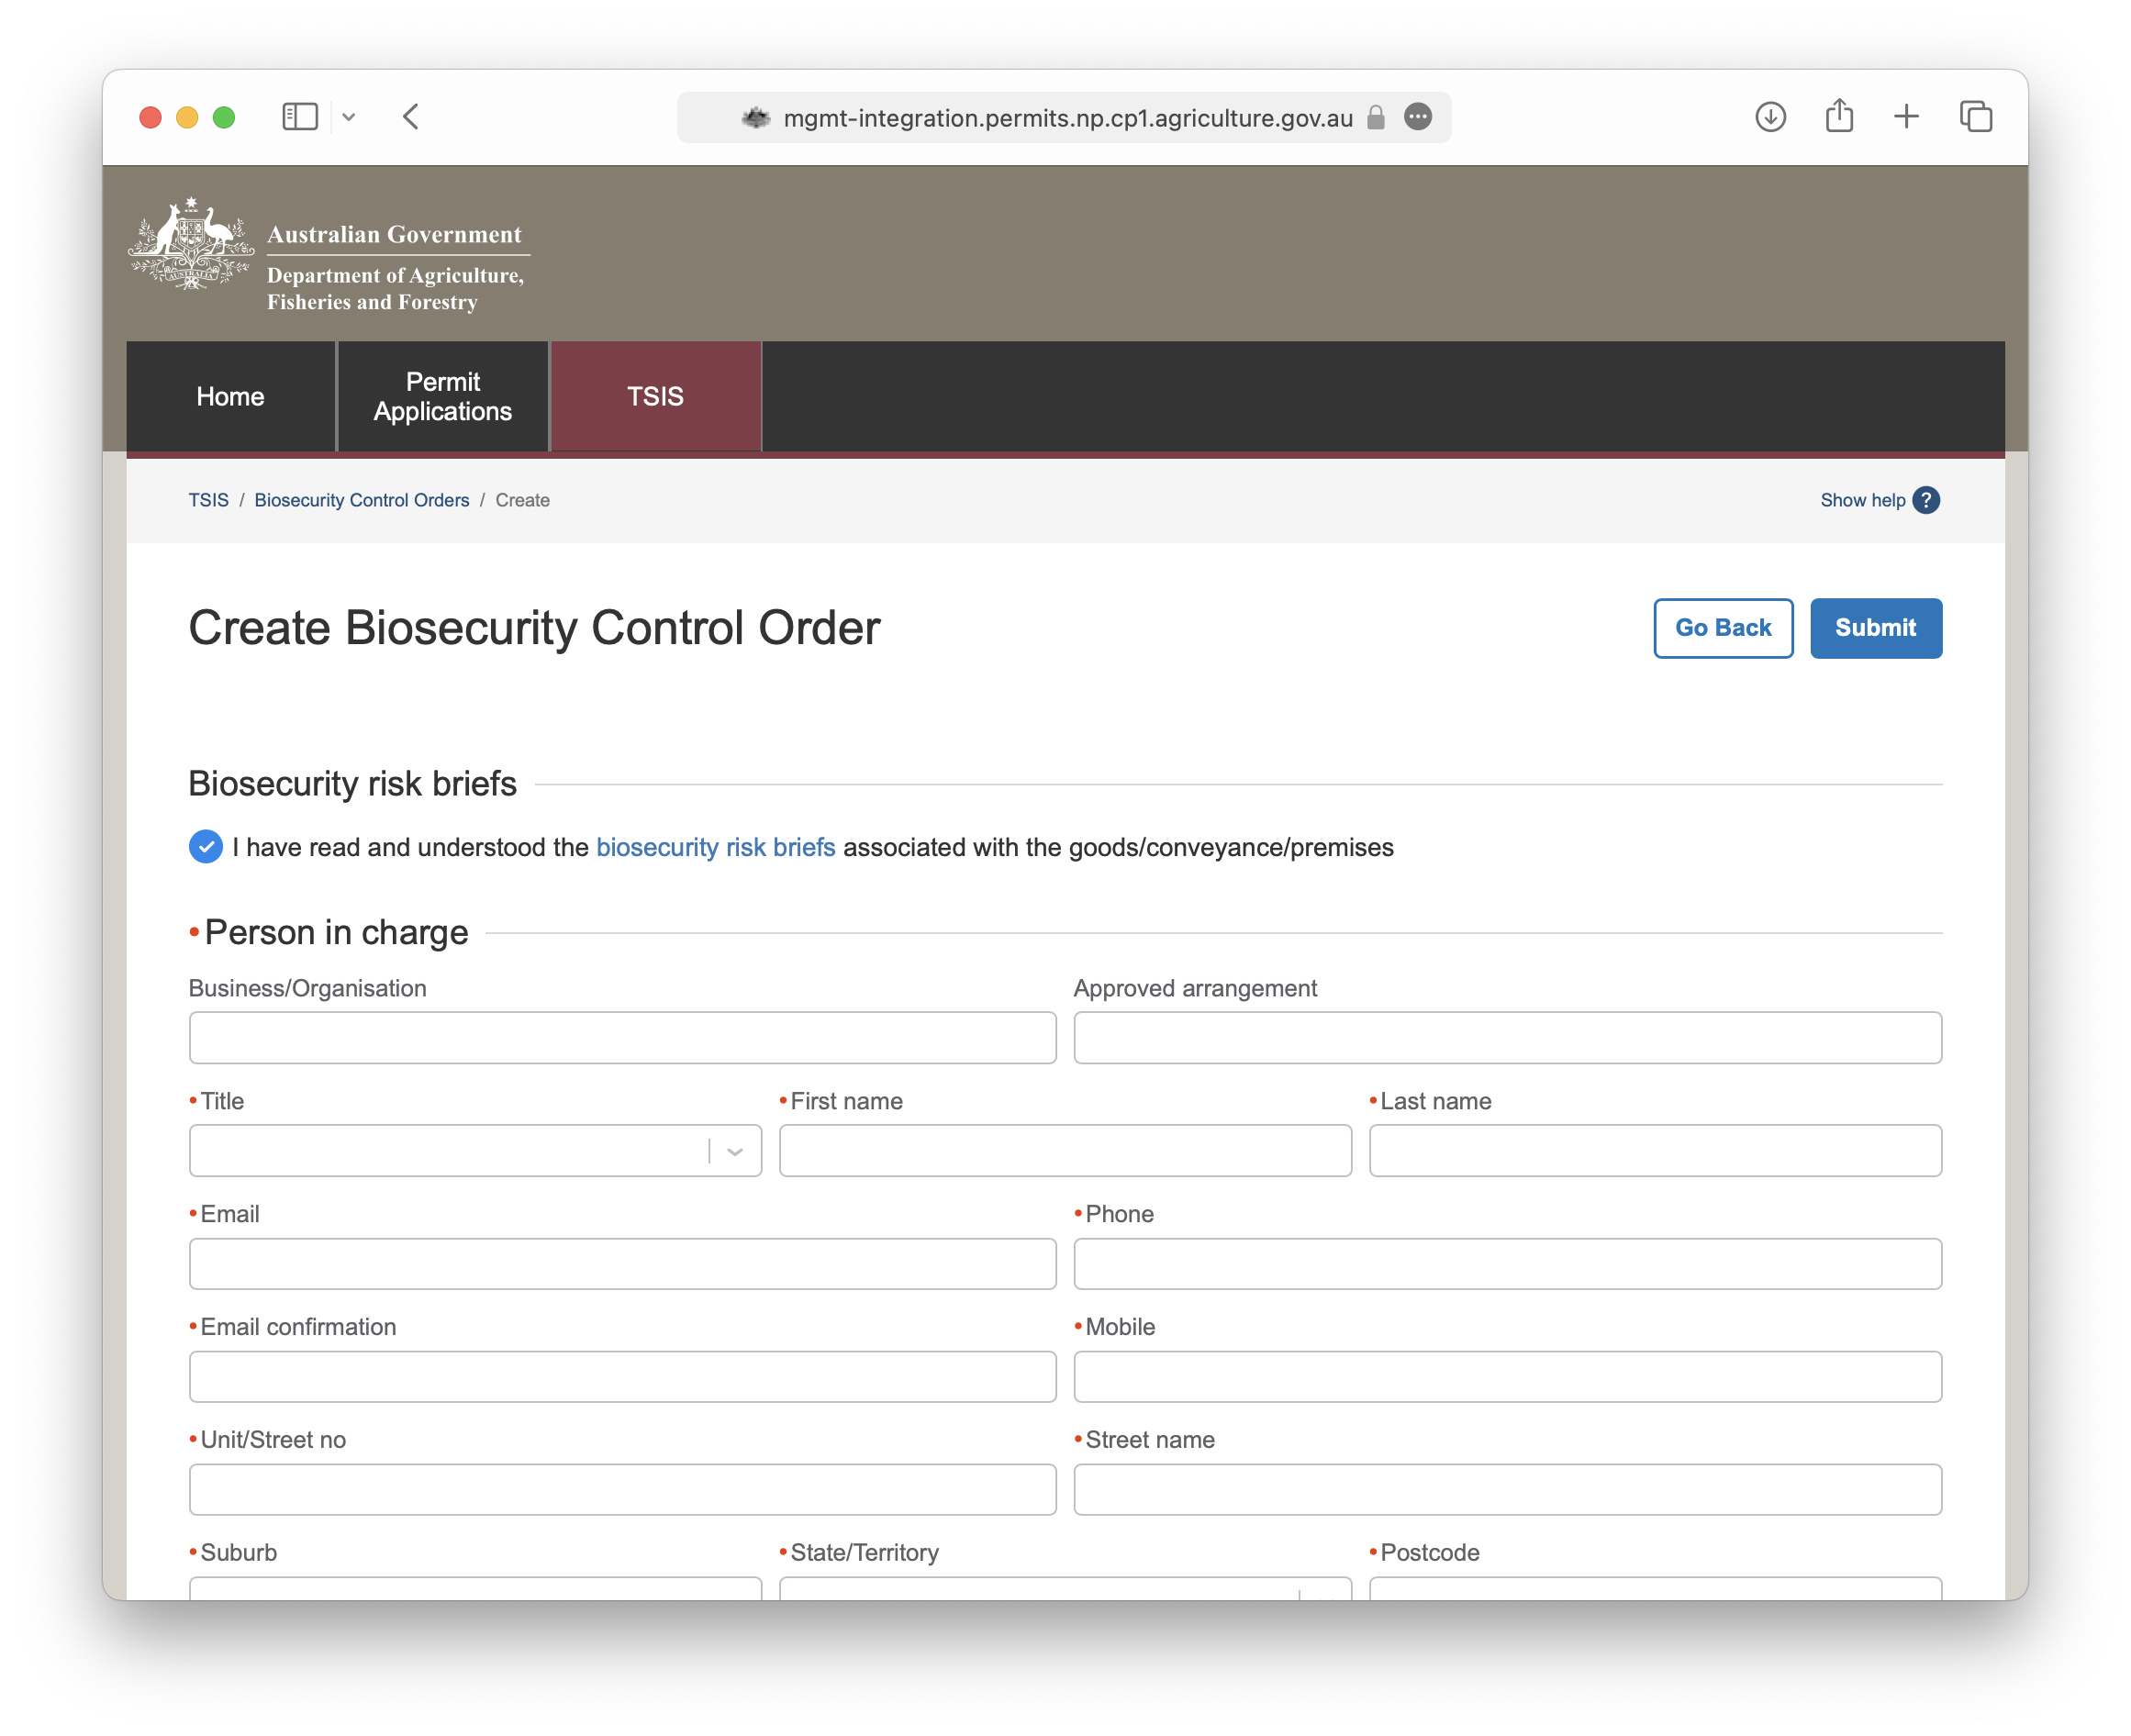 mgmt-integration.permits.np.cp1.agriculture.gov.au
Australian Government
Department of Agriculture,
Fisheries and Forestry
AUSTRALIA
Home
Permit
Applications
TSIS
TSIS / Biosecurity Control Orders / Create
Show help ?
Create Biosecurity Control Order
Go Back
Submit
Biosecurity risk briefs
I have read and understood the biosecurity risk briefs associated with the goods/conveyance/premises
•Person in charge
Business/Organisation
Approved arrangement
•Title
•First name
•Last name
•Email
•Phone
•Email confirmation
•Mobile
•Unit/Street no
•Street name
•Suburb
•State/Territory
•Postcode